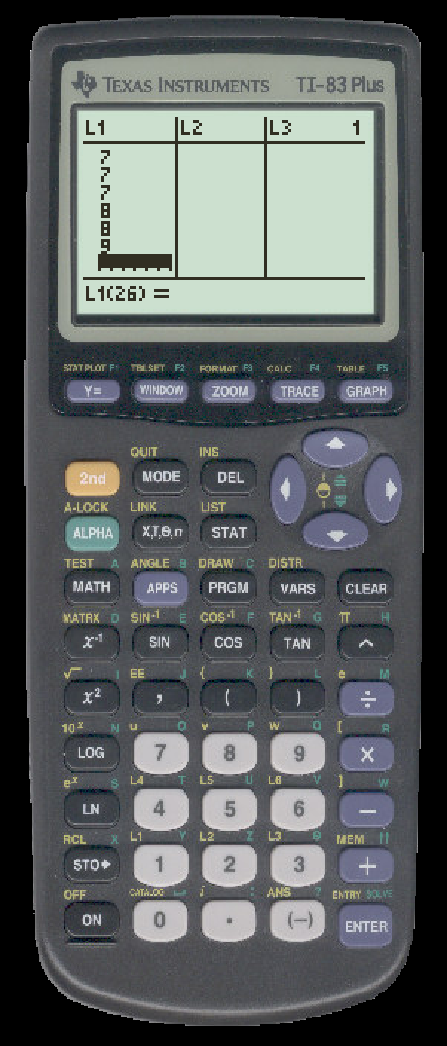 TEXAS INSTRUMENTS TI-83 Plus
L1 L2 L3 1
7
7
7
8
8
9
L1(26) =
STAT PLOT F1 TBLSET F2 FORMAT F3 CALC F4 TABLE F5
Y= WINDOW ZOOM TRACE GRAPH
QUIT INS
2nd MODE DEL
A-LOCK LINK LIST
ALPHA X,T,θ,n STAT
TEST A ANGLE B DRAW C DISTR
MATH APPS PRGM VARS CLEAR
MATRX D SIN-1 E COS-1 F TAN-1 G π H
x-1 SIN COS TAN ^
√ I EE J { K } L e M
x² , ( ) ÷
10x N u O v P w Q [ R
LOG 7 8 9 ×
ex S L4 T L5 U L6 V ] W
LN 4 5 6 −
RCL X L1 Y L2 Z L3 θ MEM "
STO→ 1 2 3 +
OFF CATALOG i : ANS ? ENTRY SOLVE
ON 0 . (−) ENTER